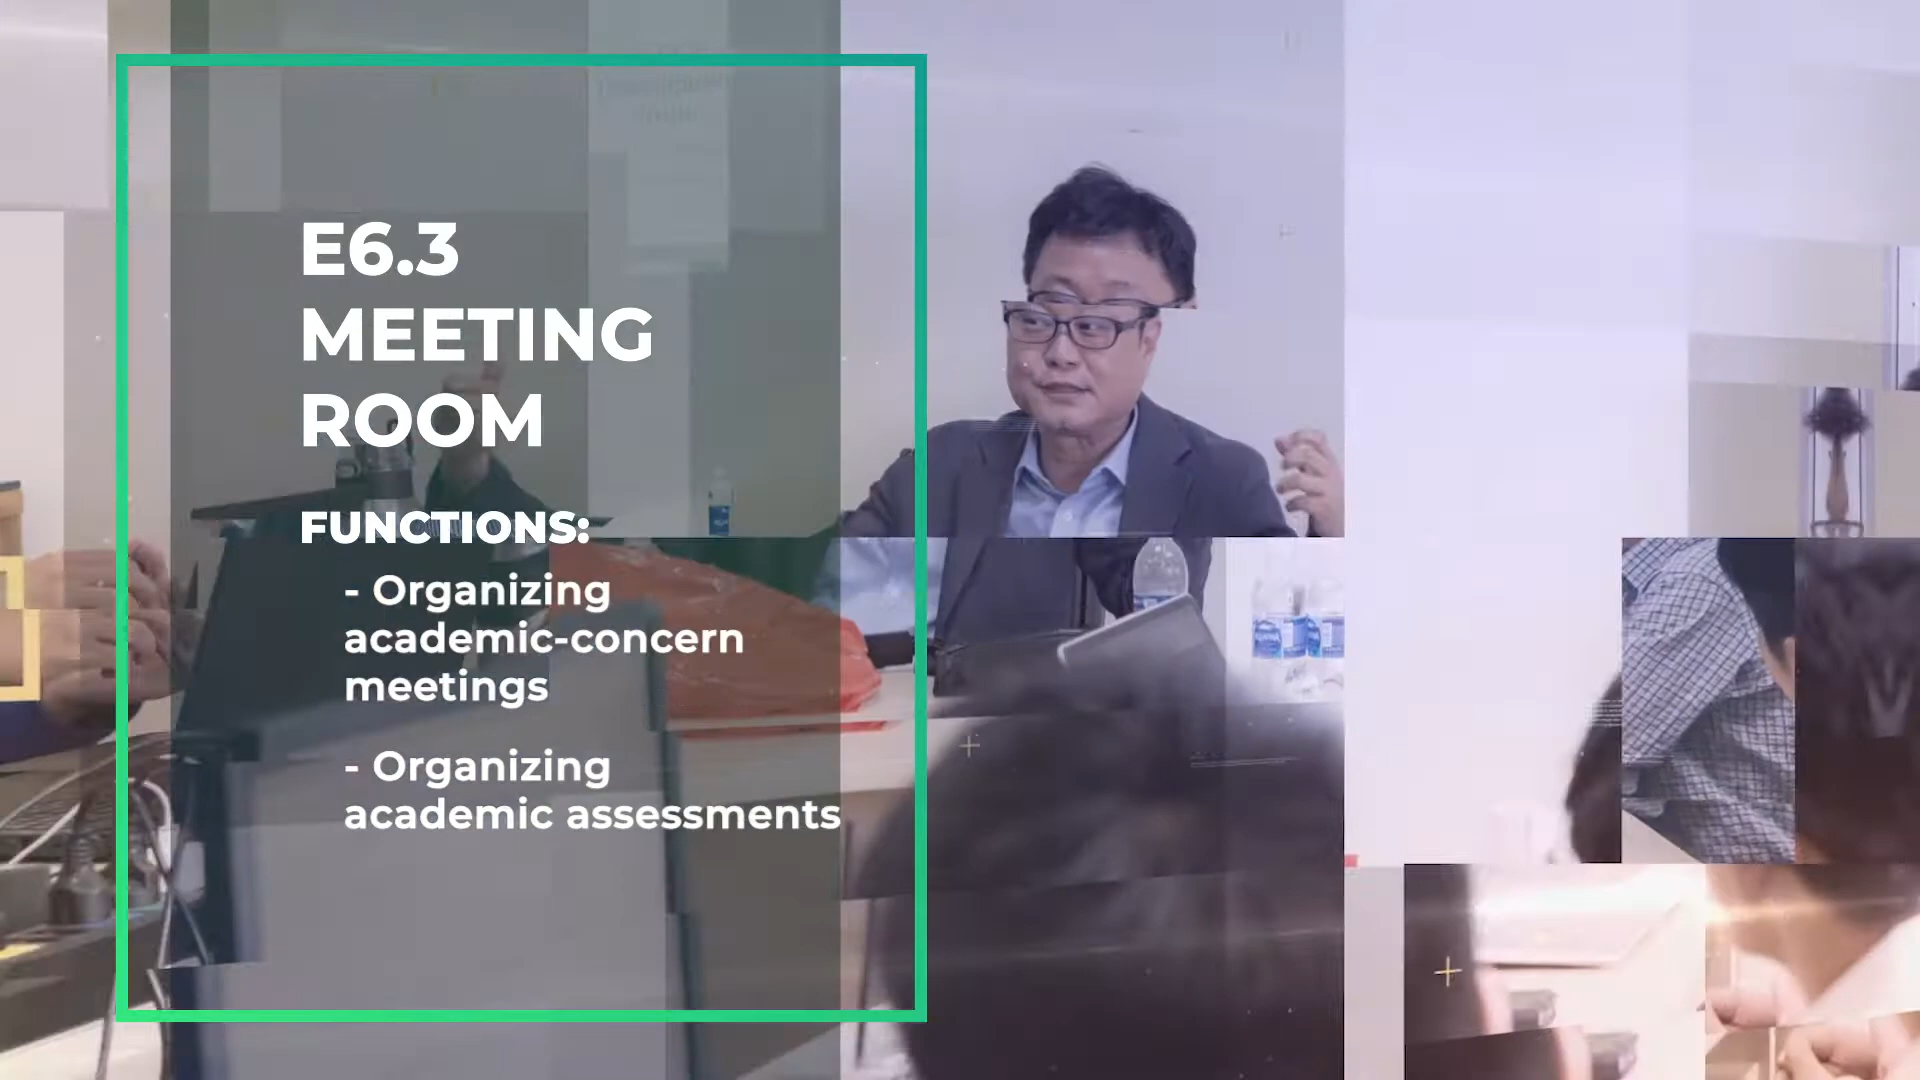 E6.3
MEETING
ROOM
FUNCTIONS:
- Organizing
academic-concern
meetings
- Organizing
academic assessments